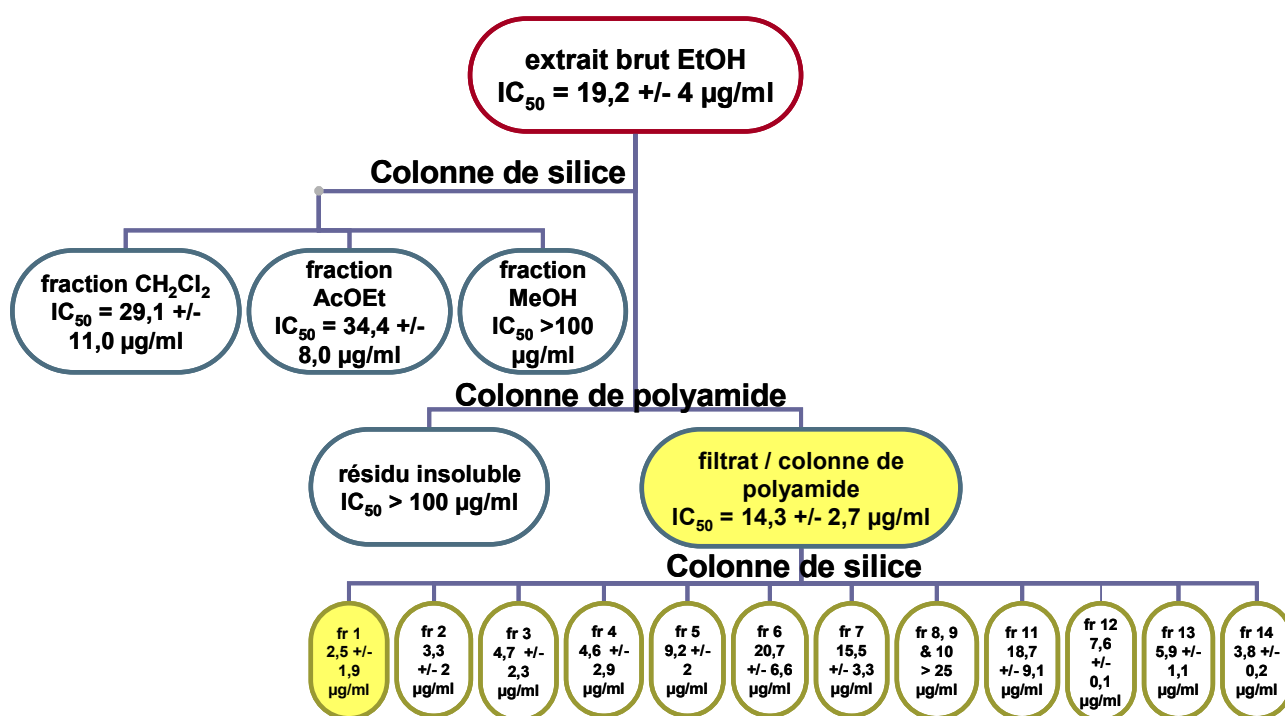 extrait brut EtOH
IC50 = 19,2 +/- 4 µg/ml
Colonne de silice
fraction CH2Cl2
IC50 = 29,1 +/-
11,0 µg/ml
fraction
AcOEt
IC50 = 34,4 +/-
8,0 µg/ml
fraction
MeOH
IC50 >100
µg/ml
Colonne de polyamide
résidu insoluble
IC50 > 100 µg/ml
filtrat / colonne de
polyamide
IC50 = 14,3 +/- 2,7 µg/ml
Colonne de silice
fr 1
2,5 +/-
1,9
µg/ml
fr 2
3,3
+/- 2
µg/ml
fr 3
4,7 +/-
2,3
µg/ml
fr 4
4,6 +/-
2,9
µg/ml
fr 5
9,2 +/-
2
µg/ml
fr 6
20,7
+/- 6,6
µg/ml
fr 7
15,5
+/- 3,3
µg/ml
fr 8, 9
& 10
> 25
µg/ml
fr 11
18,7
+/- 9,1
µg/ml
fr 12
7,6
+/-
0,1
µg/ml
fr 13
5,9 +/-
1,1
µg/ml
fr 14
3,8 +/-
0,2
µg/ml